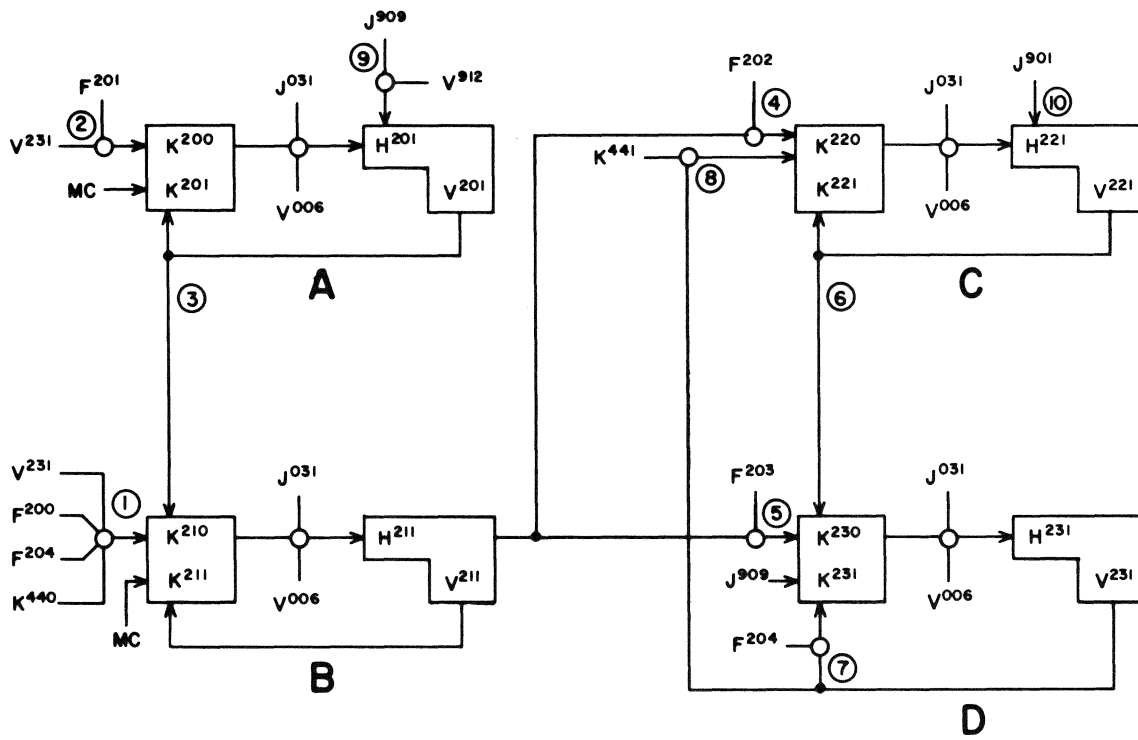 J⁹⁰⁹
⑨
V⁹¹²
F²⁰¹
J⁰³¹
②
V²³¹
K²⁰⁰
H²⁰¹
MC
K²⁰¹
V²⁰¹
V⁰⁰⁶
A
③
F²⁰²
J⁰³¹
J⁹⁰¹
④
⑩
K²²⁰
H²²¹
K⁴⁴¹
⑧
K²²¹
V²²¹
V⁰⁰⁶
C
⑥
V²³¹
J⁰³¹
F²⁰⁰
①
F²⁰⁴
K²¹⁰
H²¹¹
K⁴⁴⁰
K²¹¹
V²¹¹
MC
V⁰⁰⁶
B
F²⁰³
J⁰³¹
⑤
K²³⁰
H²³¹
J⁹⁰⁹
K²³¹
V²³¹
V⁰⁰⁶
F²⁰⁴
⑦
D